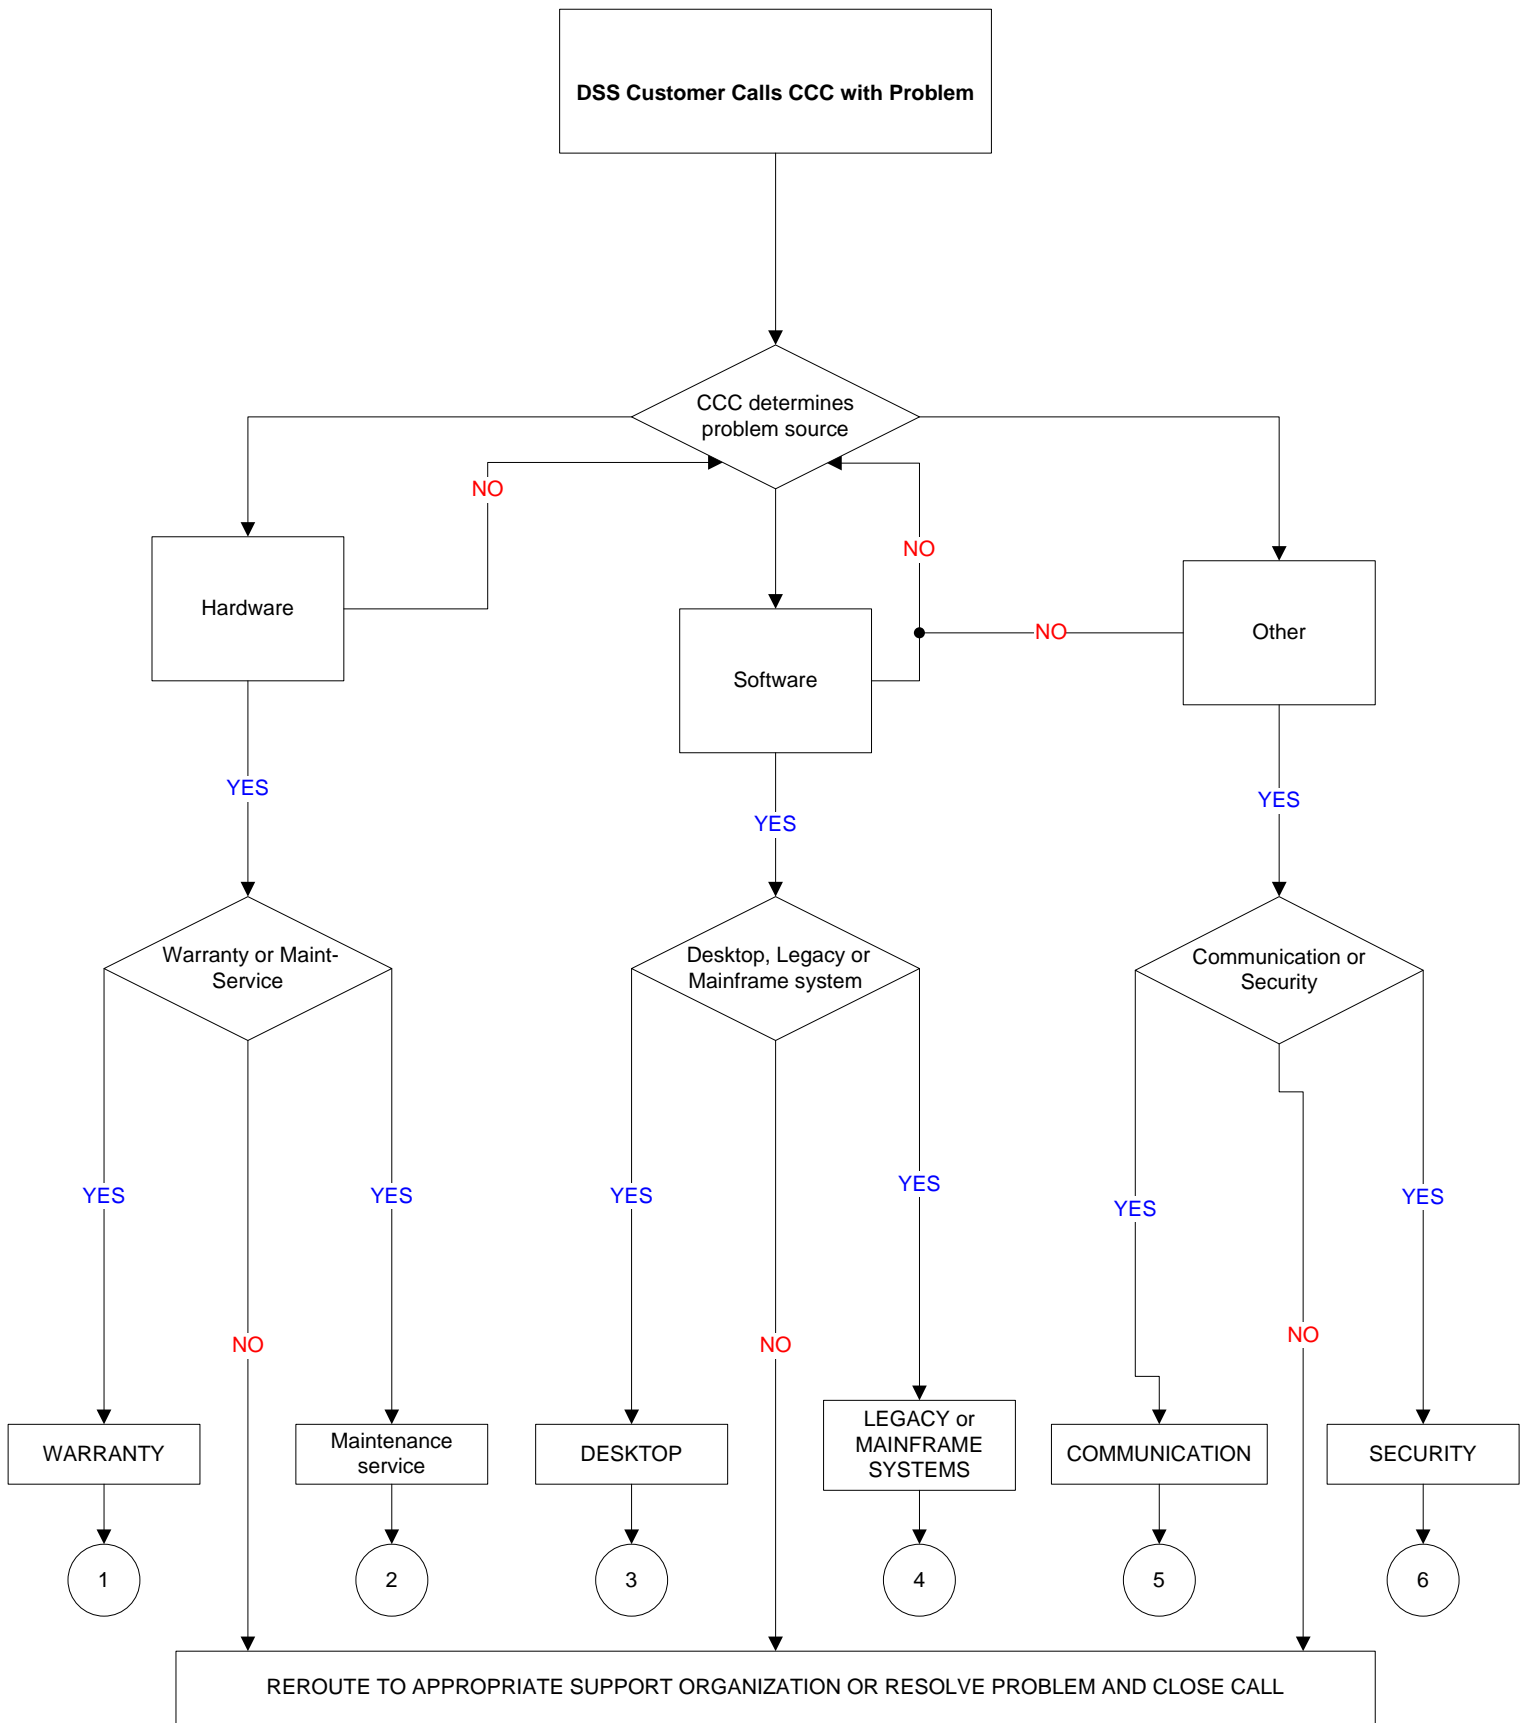 DSS Customer Calls CCC with Problem
CCC determines
problem source
NO
NO
Hardware
NO
Other
Software
YES
YES
YES
Warranty or Maint-
Service
Desktop, Legacy or
Mainframe system
Communication or
Security
YES
YES
YES
YES
YES
YES
NO
NO
NO
WARRANTY
Maintenance
service
DESKTOP
LEGACY or
MAINFRAME
SYSTEMS
COMMUNICATION
SECURITY
1
2
3
4
5
6
REROUTE TO APPROPRIATE SUPPORT ORGANIZATION OR RESOLVE PROBLEM AND CLOSE CALL